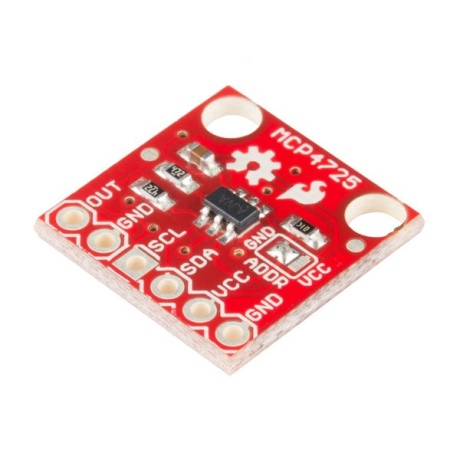 MCP4725
OUT
GND
SCL
SDA
VCC
GND
GND
ADDR
VCC